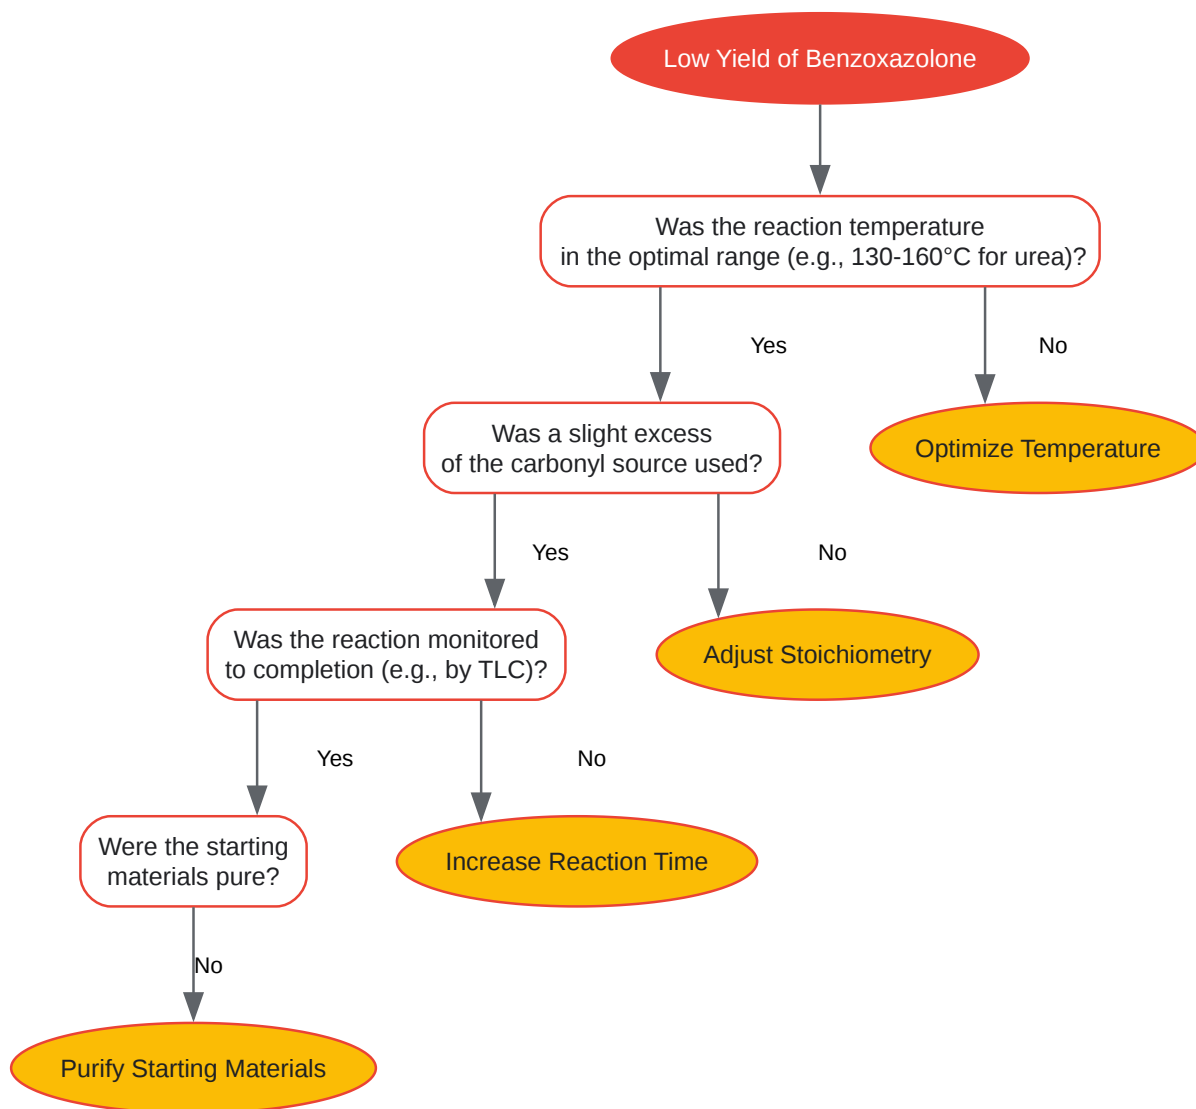 Low Yield of Benzoxazolone
Was the reaction temperature
in the optimal range (e.g., 130-160°C for urea)?
Yes
No
Was a slight excess
of the carbonyl source used?
Optimize Temperature
Yes
No
Was the reaction monitored
to completion (e.g., by TLC)?
Adjust Stoichiometry
Yes
No
Were the starting
materials pure?
Increase Reaction Time
No
Purify Starting Materials